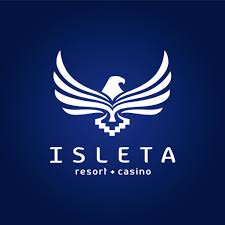 ISLETA
resort + casino